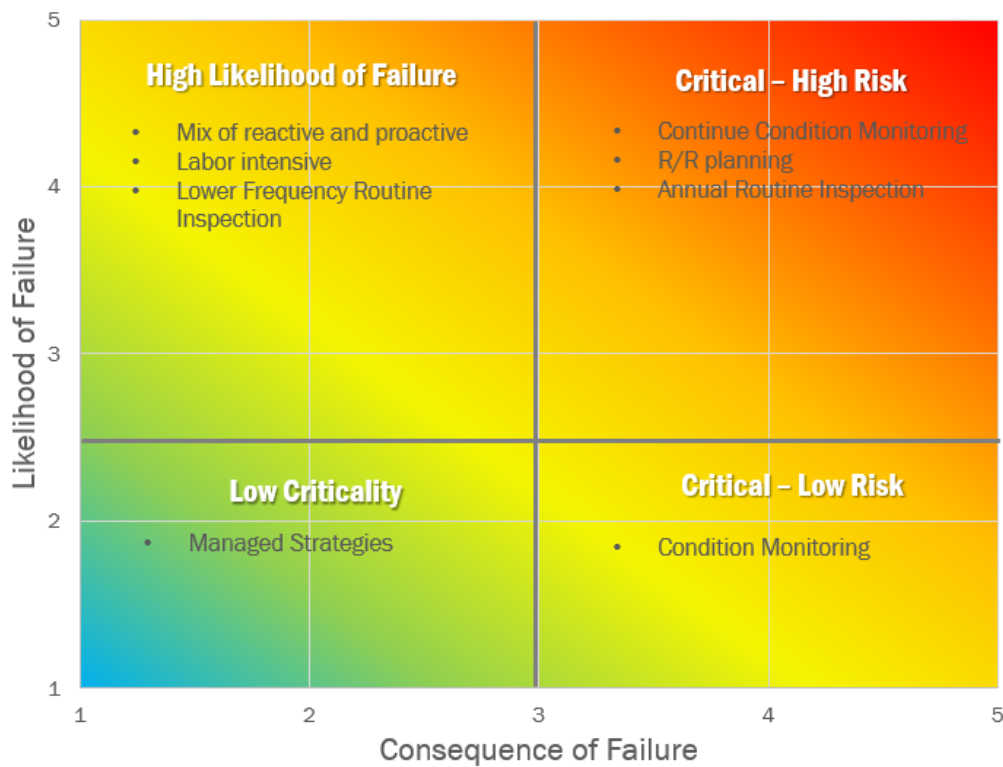 5
High Likelihood of Failure
• Mix of reactive and proactive
• Labor intensive
• Lower Frequency Routine
Inspection
Critical – High Risk
• Continue Condition Monitoring
• R/R planning
• Annual Routine Inspection
4
Likelihood of Failure
3
Low Criticality
• Managed Strategies
Critical – Low Risk
• Condition Monitoring
2
1
1 2 3 4 5
Consequence of Failure